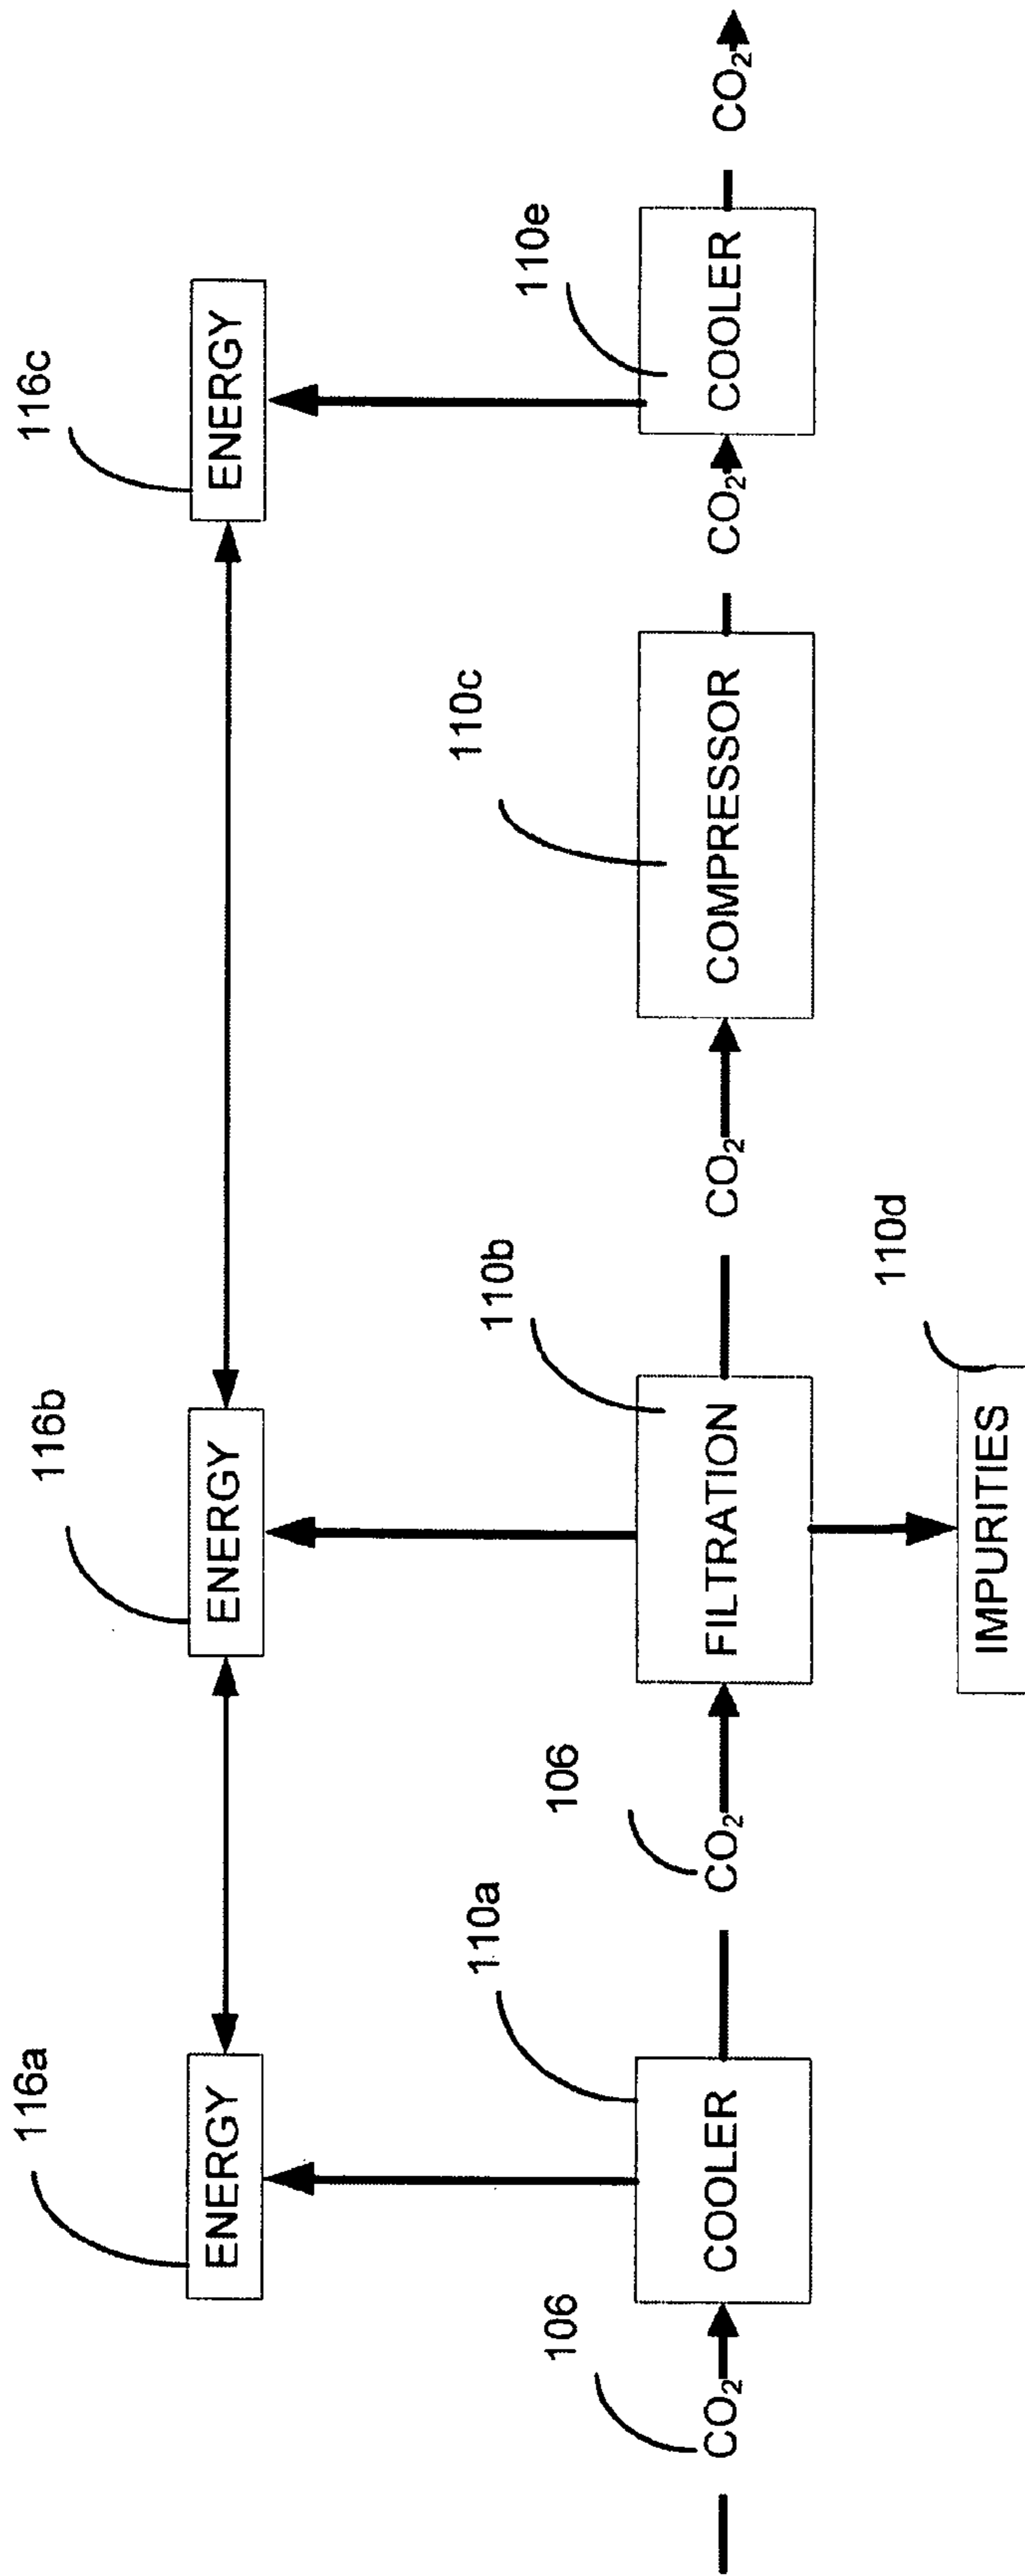 116a
116b
116c
ENERGY
ENERGY
ENERGY
106
110a
106
110b
110c
110e
CO₂
COOLER
CO₂
FILTRATION
CO₂
COMPRESSOR
CO₂
COOLER
CO₂
110d
IMPURITIES